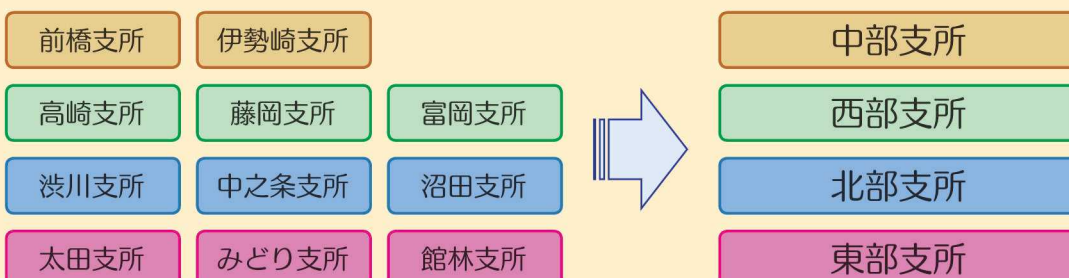 前橋支所 伊勢崎支所 中部支所
高崎支所 藤岡支所 富岡支所 西部支所
渋川支所 中之条支所 沼田支所 北部支所
太田支所 みどり支所 館林支所 東部支所